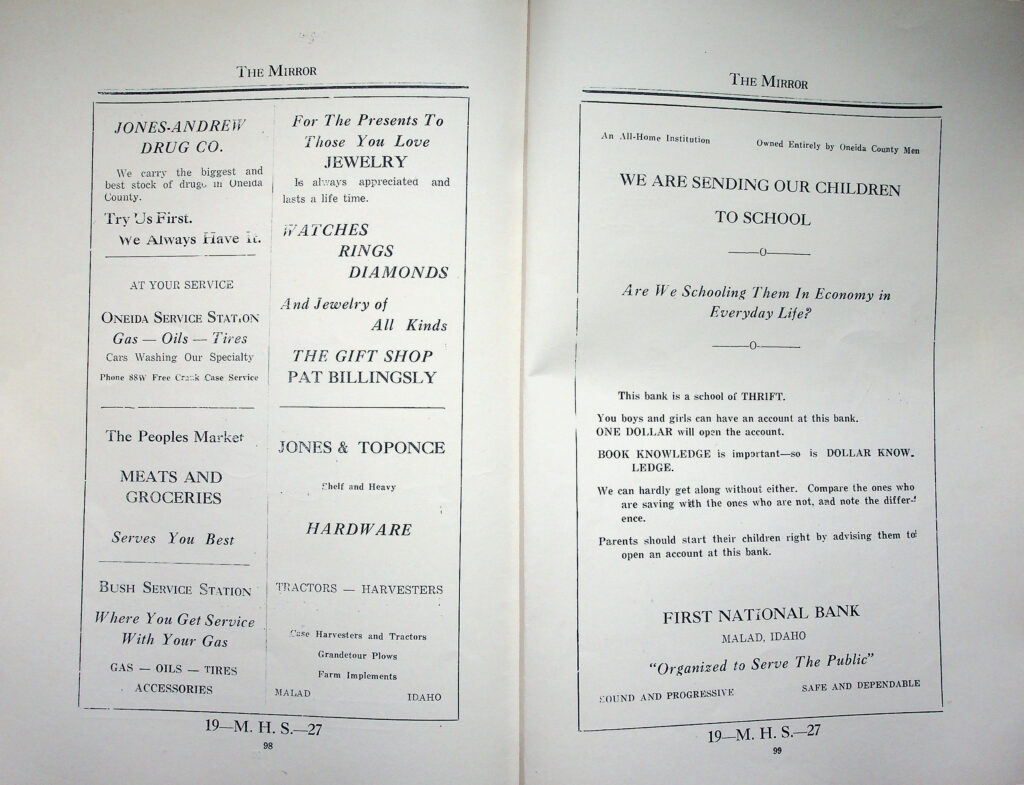 THE MIRROR
JONES-ANDREW
DRUG CO.
We carry the biggest and
best stock of drugs in Oneida
County.
Try Us First.
We Always Have It.
AT YOUR SERVICE
ONEIDA SERVICE STATION
Gas — Oils — Tires
Cars Washing Our Specialty
Phone 88W Free Crank Case Service
The Peoples Market
MEATS AND
GROCERIES
Serves You Best
BUSH SERVICE STATION
Where You Get Service
With Your Gas
GAS — OILS — TIRES
ACCESSORIES
For The Presents To
Those You Love
JEWELRY
Is always appreciated and
lasts a life time.
WATCHES
RINGS
DIAMONDS
And Jewelry of
All Kinds
THE GIFT SHOP
PAT BILLINGSLY
JONES & TOPONCE
Shelf and Heavy
HARDWARE
TRACTORS — HARVESTERS
Case Harvesters and Tractors
Grandetour Plows
Farm Implements
MALAD IDAHO
19—M. H. S.—27
98
THE MIRROR
An All-Home Institution Owned Entirely by Oneida County Men
WE ARE SENDING OUR CHILDREN
TO SCHOOL
——O——
Are We Schooling Them In Economy in
Everyday Life?
——O——
This bank is a school of THRIFT.
You boys and girls can have an account at this bank.
ONE DOLLAR will open the account.
BOOK KNOWLEDGE is important—so is DOLLAR KNOW-
LEDGE.
We can hardly get along without either. Compare the ones who
are saving with the ones who are not, and note the differ-
ence.
Parents should start their children right by advising them to
open an account at this bank.
FIRST NATIONAL BANK
MALAD, IDAHO
"Organized to Serve The Public"
SOUND AND PROGRESSIVE SAFE AND DEPENDABLE
19—M. H. S.—27
99